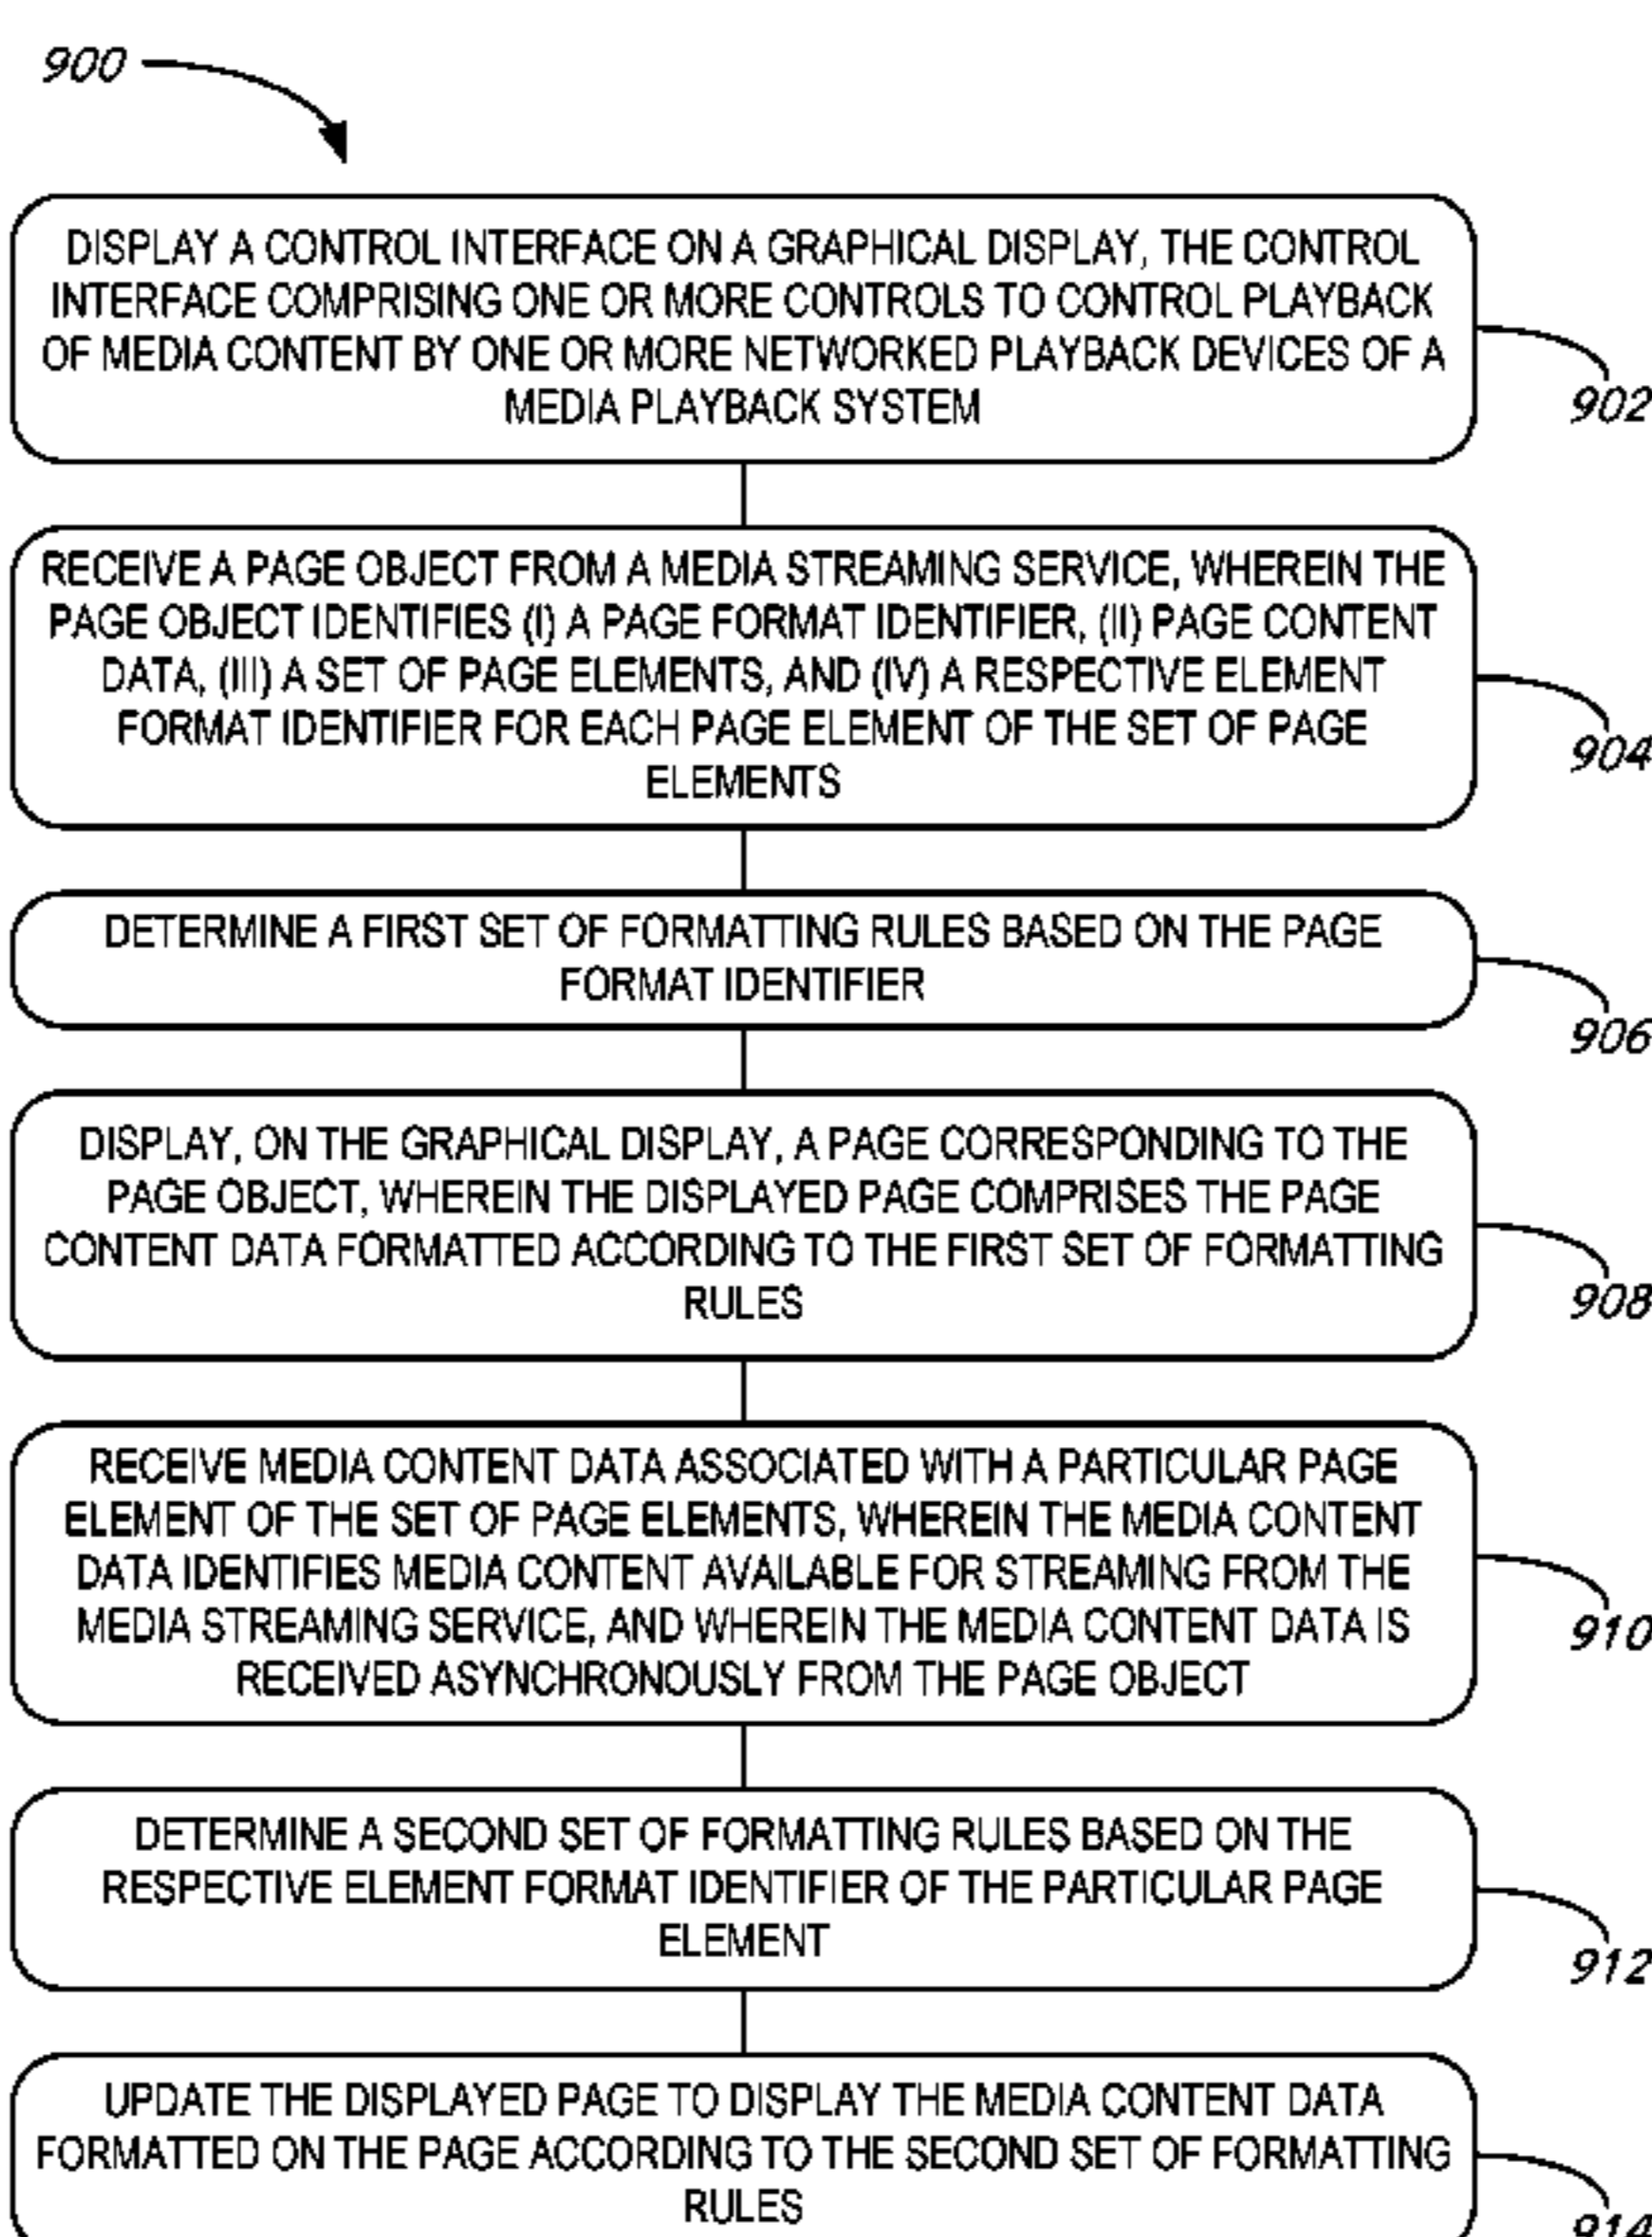 900
DISPLAY A CONTROL INTERFACE ON A GRAPHICAL DISPLAY, THE CONTROL
INTERFACE COMPRISING ONE OR MORE CONTROLS TO CONTROL PLAYBACK
OF MEDIA CONTENT BY ONE OR MORE NETWORKED PLAYBACK DEVICES OF A
MEDIA PLAYBACK SYSTEM
902
RECEIVE A PAGE OBJECT FROM A MEDIA STREAMING SERVICE, WHEREIN THE
PAGE OBJECT IDENTIFIES (I) A PAGE FORMAT IDENTIFIER, (II) PAGE CONTENT
DATA, (III) A SET OF PAGE ELEMENTS, AND (IV) A RESPECTIVE ELEMENT
FORMAT IDENTIFIER FOR EACH PAGE ELEMENT OF THE SET OF PAGE
ELEMENTS
904
DETERMINE A FIRST SET OF FORMATTING RULES BASED ON THE PAGE
FORMAT IDENTIFIER
906
DISPLAY, ON THE GRAPHICAL DISPLAY, A PAGE CORRESPONDING TO THE
PAGE OBJECT, WHEREIN THE DISPLAYED PAGE COMPRISES THE PAGE
CONTENT DATA FORMATTED ACCORDING TO THE FIRST SET OF FORMATTING
RULES
908
RECEIVE MEDIA CONTENT DATA ASSOCIATED WITH A PARTICULAR PAGE
ELEMENT OF THE SET OF PAGE ELEMENTS, WHEREIN THE MEDIA CONTENT
DATA IDENTIFIES MEDIA CONTENT AVAILABLE FOR STREAMING FROM THE
MEDIA STREAMING SERVICE, AND WHEREIN THE MEDIA CONTENT DATA IS
RECEIVED ASYNCHRONOUSLY FROM THE PAGE OBJECT
910
DETERMINE A SECOND SET OF FORMATTING RULES BASED ON THE
RESPECTIVE ELEMENT FORMAT IDENTIFIER OF THE PARTICULAR PAGE
ELEMENT
912
UPDATE THE DISPLAYED PAGE TO DISPLAY THE MEDIA CONTENT DATA
FORMATTED ON THE PAGE ACCORDING TO THE SECOND SET OF FORMATTING
RULES
914